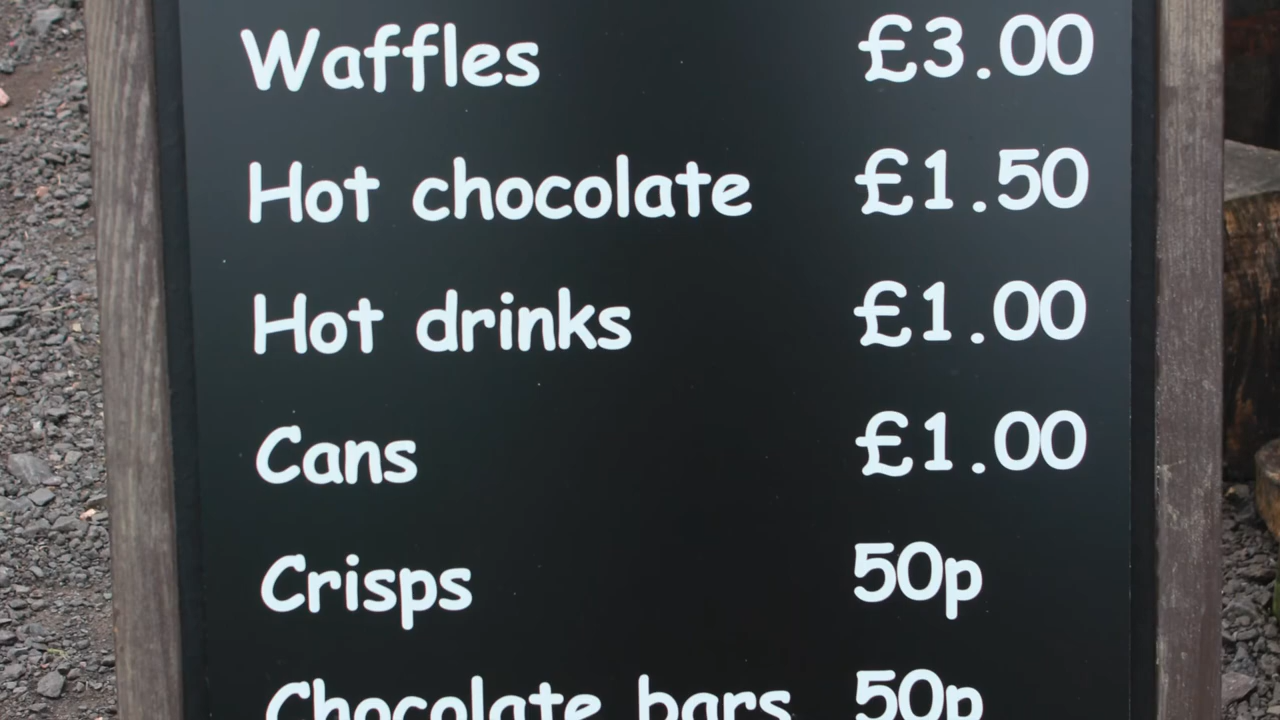 Waffles £3.00
Hot chocolate £1.50
Hot drinks £1.00
Cans £1.00
Crisps 50p
Chocolate bars 50p